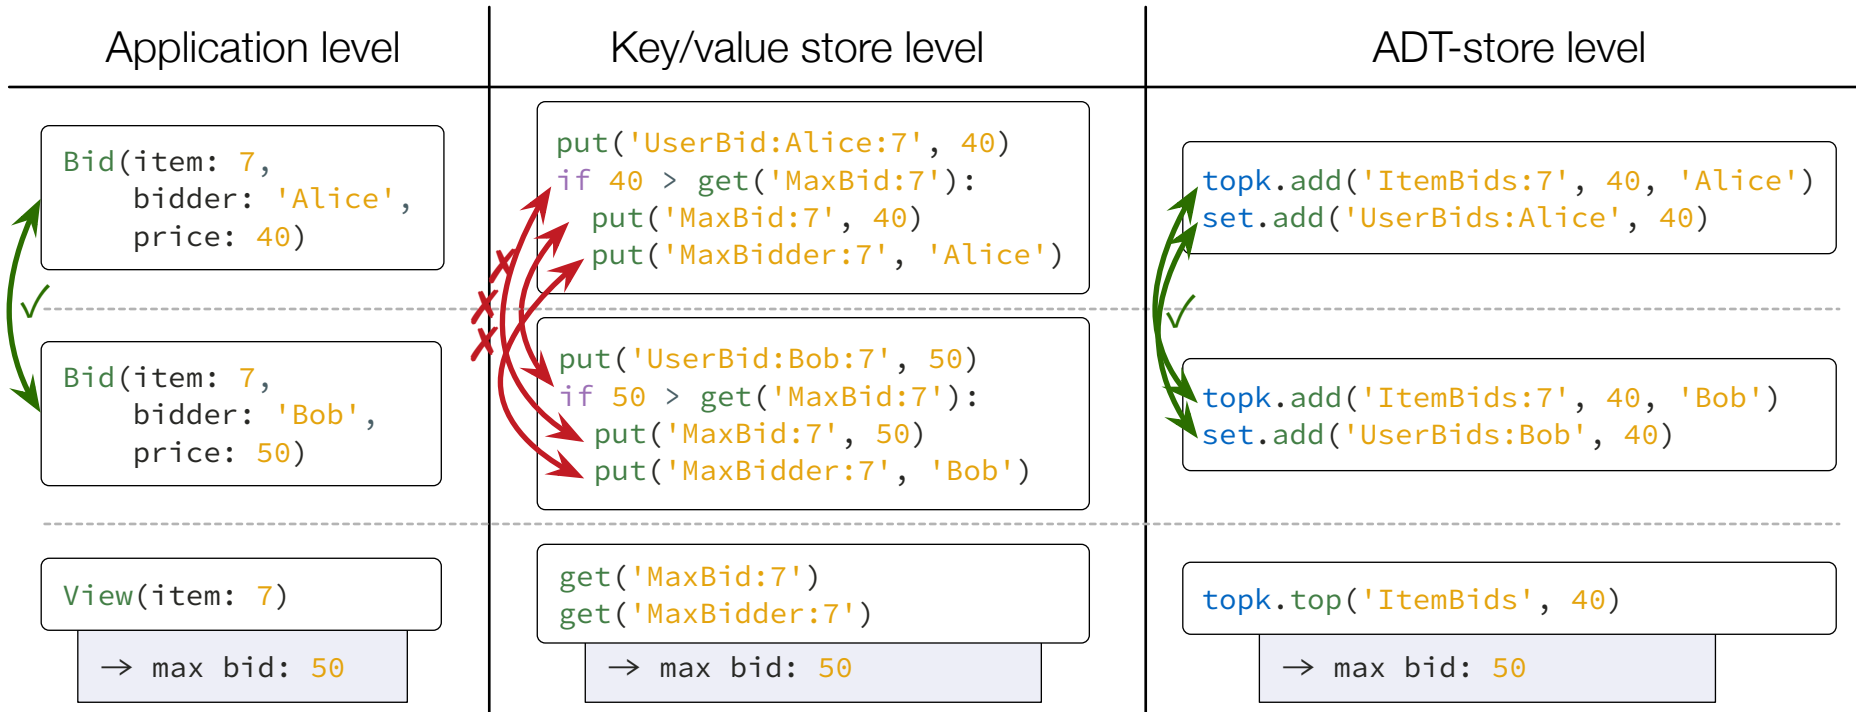 Application level
Key/value store level
ADT-store level
Bid(item: 7,
bidder: 'Alice',
price: 40)
put('UserBid:Alice:7', 40)
if 40 > get('MaxBid:7'):
put('MaxBid:7', 40)
put('MaxBidder:7', 'Alice')
topk.add('ItemBids:7', 40, 'Alice')
set.add('UserBids:Alice', 40)
Bid(item: 7,
bidder: 'Bob',
price: 50)
put('UserBid:Bob:7', 50)
if 50 > get('MaxBid:7'):
put('MaxBid:7', 50)
put('MaxBidder:7', 'Bob')
topk.add('ItemBids:7', 40, 'Bob')
set.add('UserBids:Bob', 40)
View(item: 7)
→ max bid: 50
get('MaxBid:7')
get('MaxBidder:7')
→ max bid: 50
topk.top('ItemBids', 40)
→ max bid: 50